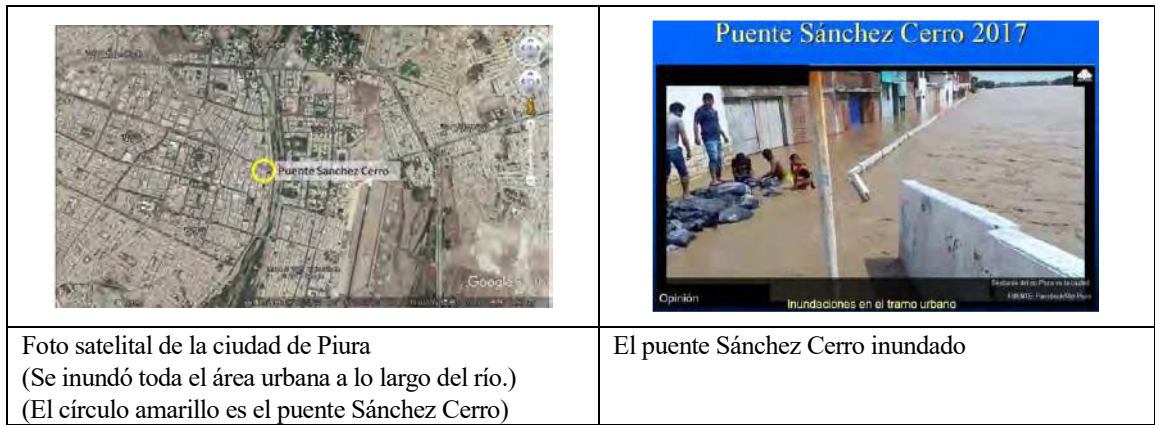 Puente Sanchez Cerro
Google
Puente Sánchez Cerro 2017
Opinión
Inundaciones en el tramo urbano
Foto satelital de la ciudad de Piura
(Se inundó toda el área urbana a lo largo del río.)
(El círculo amarillo es el puente Sánchez Cerro)
El puente Sánchez Cerro inundado